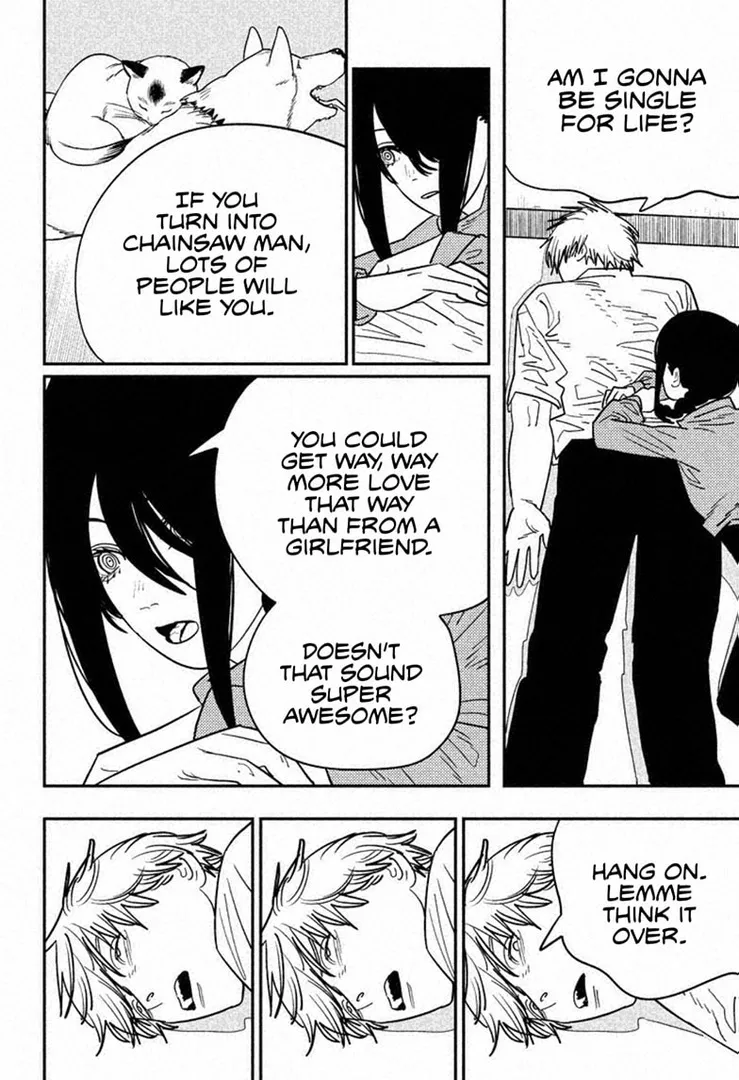 AM I GONNA
BE SINGLE
FOR LIFE?
IF YOU
TURN INTO
CHAINSAW MAN,
LOTS OF
PEOPLE WILL
LIKE YOU.
YOU COULD
GET WAY, WAY
MORE LOVE
THAT WAY
THAN FROM A
GIRLFRIEND.
DOESN'T
THAT SOUND
SUPER
AWESOME?
HANG ON.
LEMME
THINK IT
OVER.